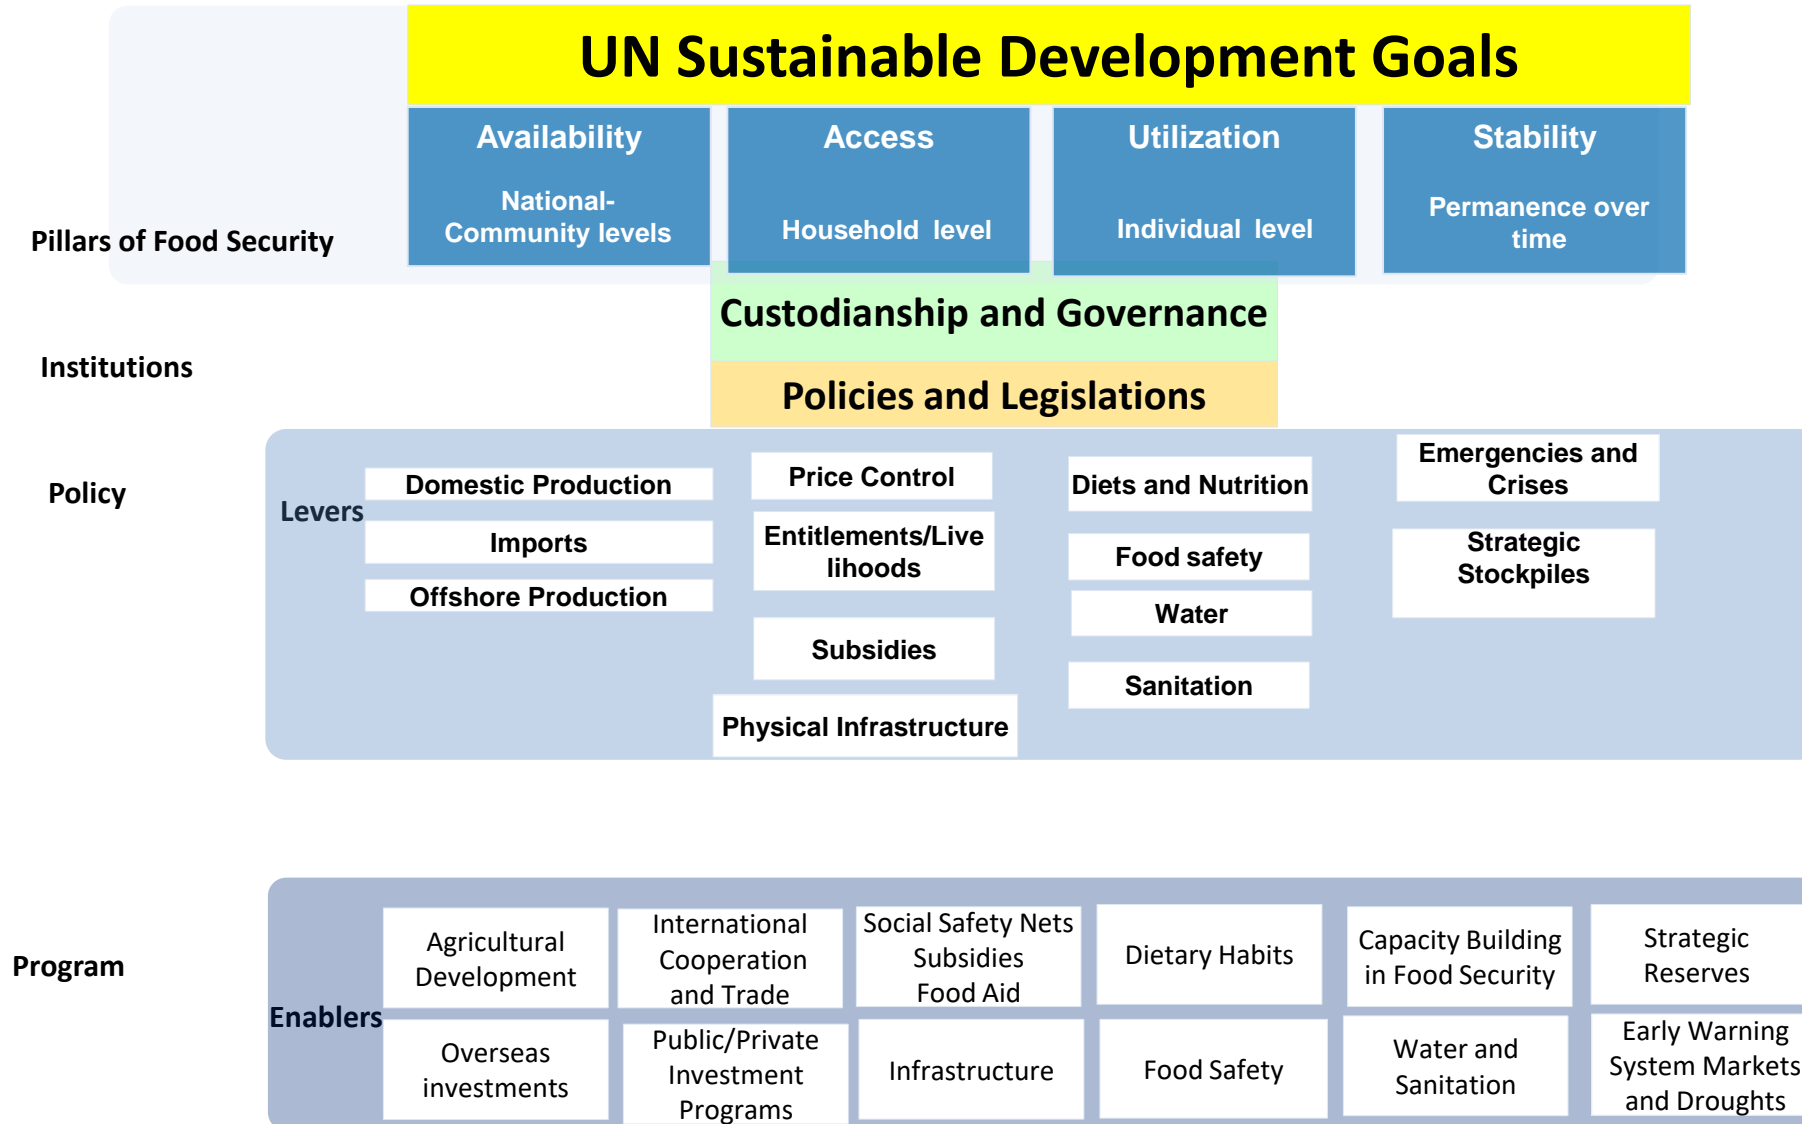 UN Sustainable Development Goals
Pillars of Food Security
Availability
National-
Community levels
Access
Household level
Utilization
Individual level
Stability
Permanence over
time
Institutions
Custodianship and Governance
Policies and Legislations
Policy
Levers
Domestic Production
Imports
Offshore Production
Price Control
Entitlements/Live
lihoods
Subsidies
Physical Infrastructure
Diets and Nutrition
Food safety
Water
Sanitation
Emergencies and
Crises
Strategic
Stockpiles
Program
Enablers
Agricultural
Development
International
Cooperation
and Trade
Social Safety Nets
Subsidies
Food Aid
Dietary Habits
Capacity Building
in Food Security
Strategic
Reserves
Overseas
investments
Public/Private
Investment
Programs
Infrastructure
Food Safety
Water and
Sanitation
Early Warning
System Markets
and Droughts